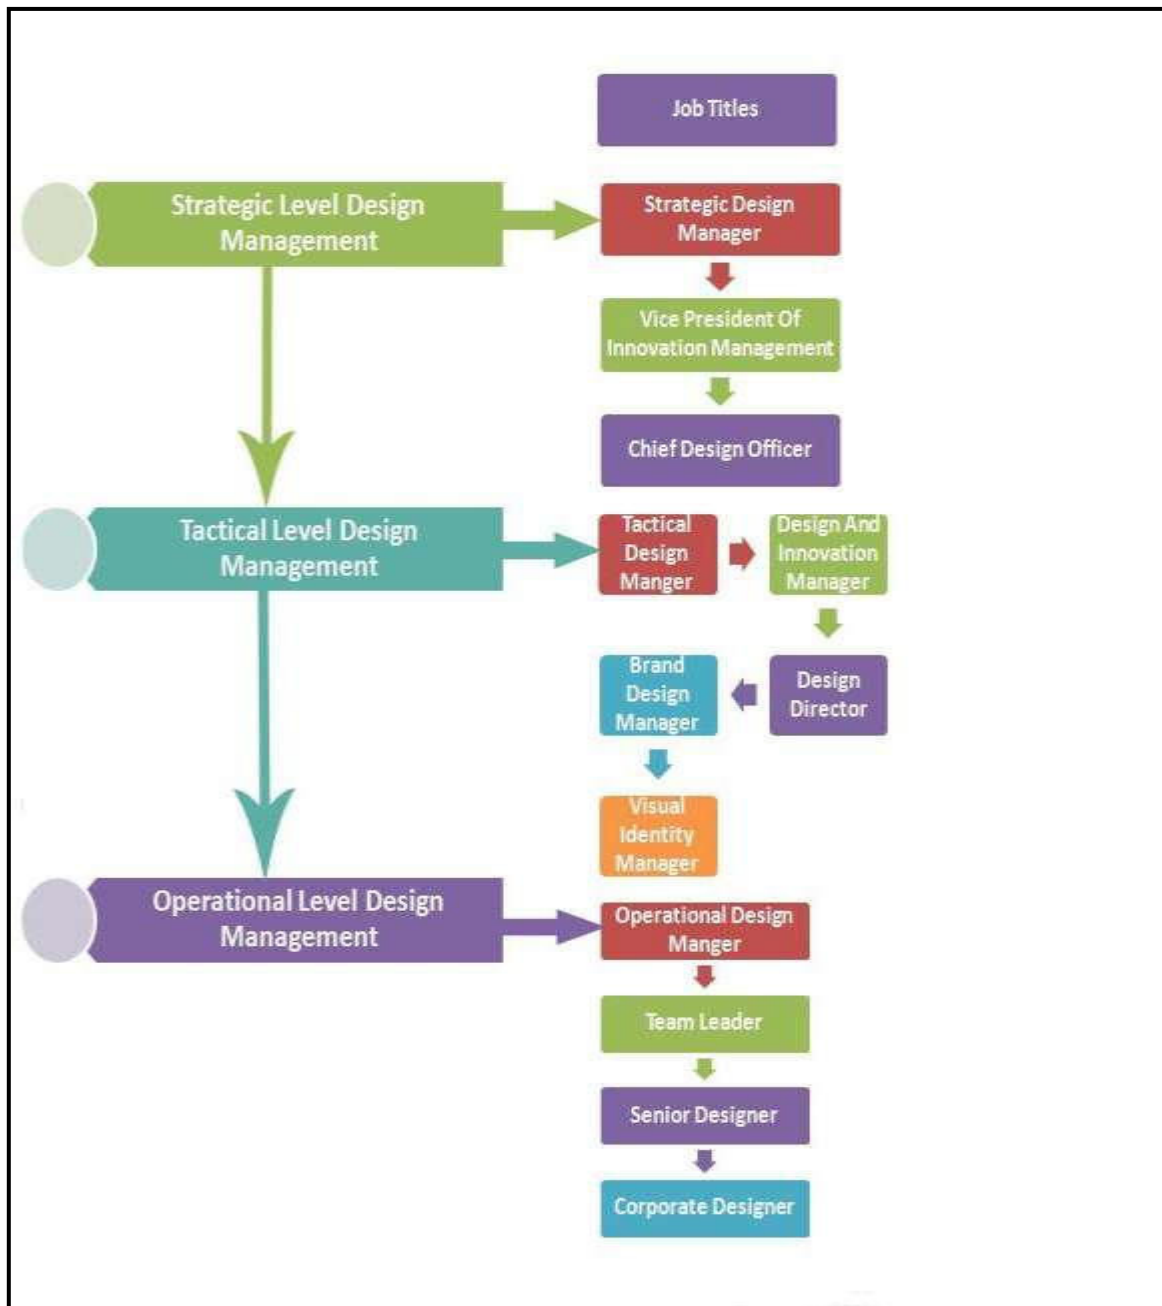 Job Titles
Strategic Level Design
Management
Strategic Design
Manager
Vice President Of
Innovation Management
Chief Design Officer
Tactical Level Design
Management
Tactical
Design
Manger
Design And
Innovation
Manager
Design
Director
Brand
Design
Manager
Visual
Identity
Manager
Operational Level Design
Management
Operational Design
Manger
Team Leader
Senior Designer
Corporate Designer